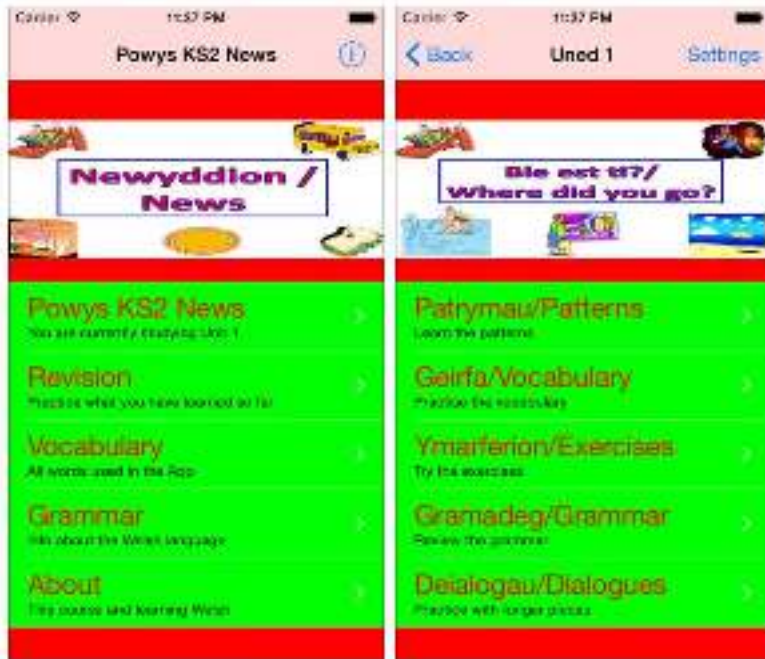 Carrier 11:37 PM
Powys KS2 News
Newyddion /
News
Powys KS2 News
You are currently studying Unit 1
Revision
Practice what you have learned so far
Vocabulary
All words used in the App
Grammar
Info about the Welsh language
About
This course and learning Welsh
Carrier 11:37 PM
Back Uned 1 Settings
Ble est ti?/
Where did you go?
Patrymau/Patterns
Learn the patterns
Geirfa/Vocabulary
Practise the vocabulary
Ymarferion/Exercises
Try the exercises
Gramadeg/Grammar
Review the grammar
Deialogau/Dialogues
Practice with longer pieces